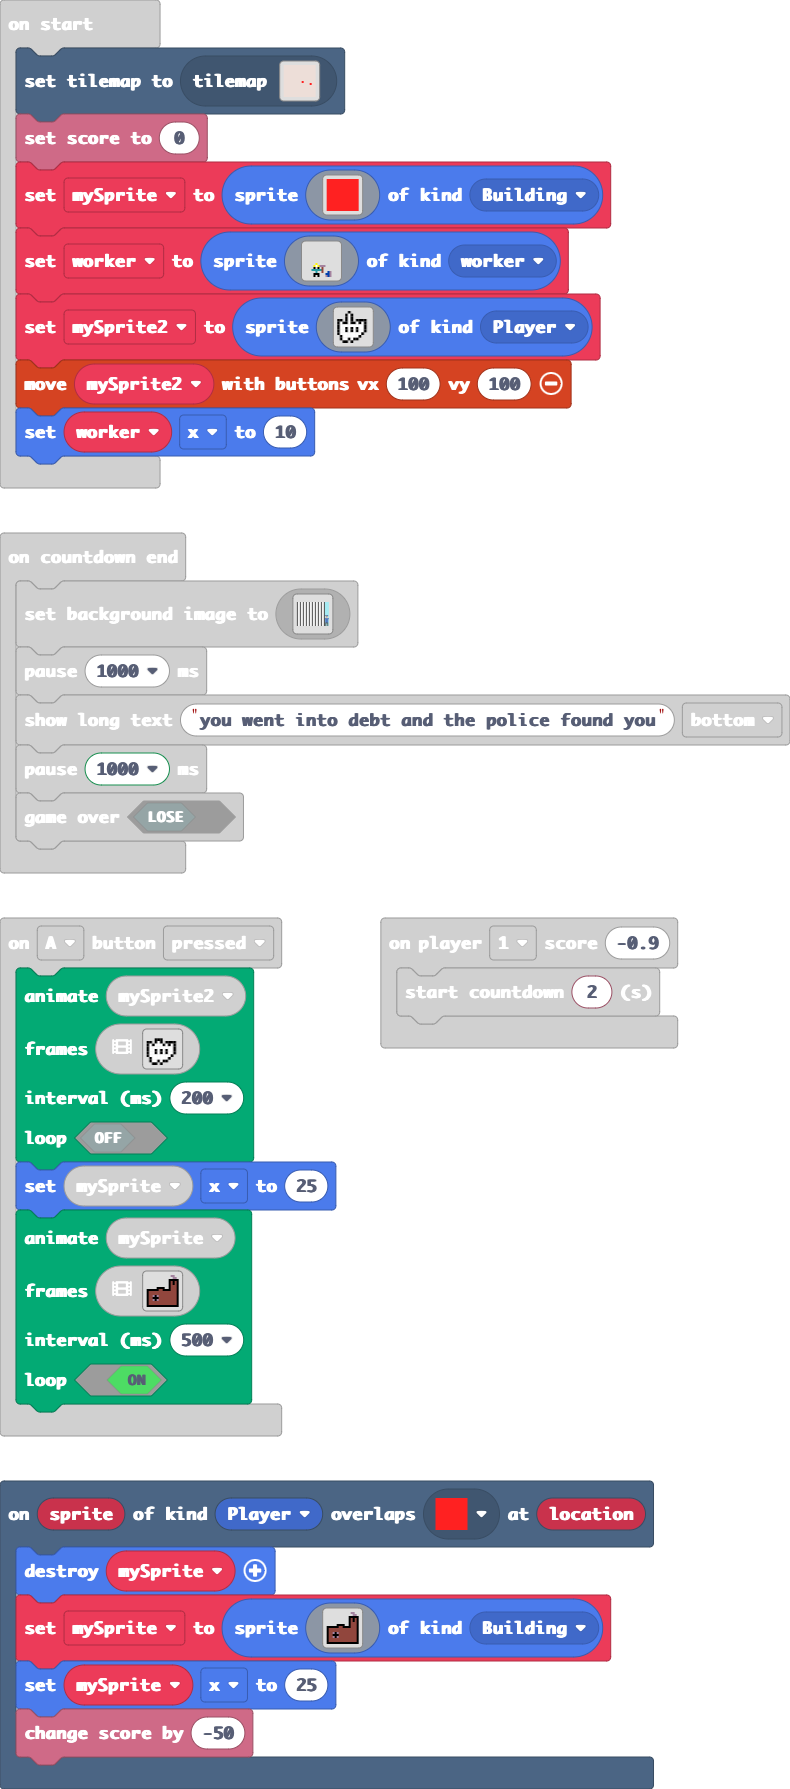 on start
set tilemap to tilemap
set score to 0
set mySprite to sprite of kind Building
set worker to sprite of kind worker
set mySprite2 to sprite of kind Player
move mySprite2 with buttons vx 100 vy 100
set worker x to 10
on countdown end
set background image to
pause 1000 ms
show long text "you went into debt and the police found you" bottom
pause 1000 ms
game over LOSE
on A button pressed
animate mySprite2
frames
interval (ms) 200
loop OFF
set mySprite x to 25
animate mySprite
frames
interval (ms) 500
loop ON
on player 1 score -0.9
start countdown 2 (s)
on sprite of kind Player overlaps at location
destroy mySprite
set mySprite to sprite of kind Building
set mySprite x to 25
change score by -50